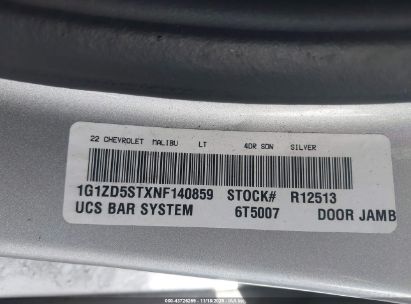 22 CHEVROLET MALIBU LT 4DR SDN SILVER
1G1ZD5STXNF140859 STOCK# R12513
UCS BAR SYSTEM 6T5007 DOOR JAMB